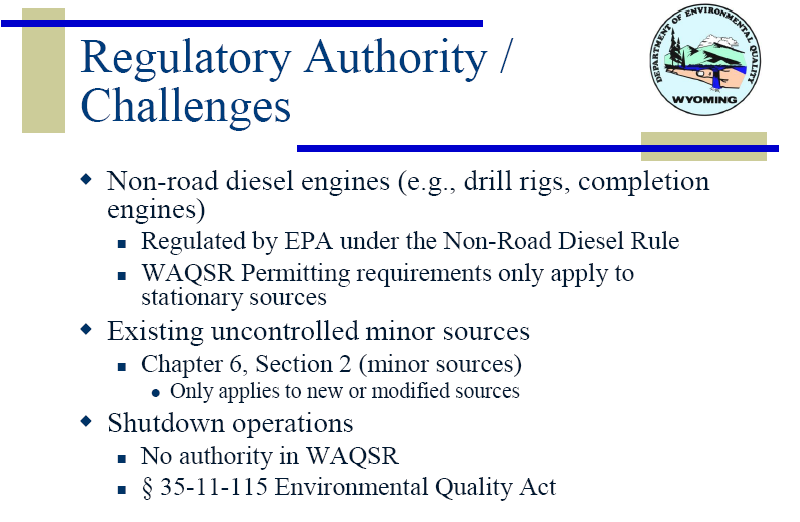 Regulatory Authority /
Challenges
DEPARTMENT OF ENVIRONMENTAL QUALITY
WYOMING
Non-road diesel engines (e.g., drill rigs, completion
engines)
Regulated by EPA under the Non-Road Diesel Rule
WAQSR Permitting requirements only apply to
stationary sources
Existing uncontrolled minor sources
Chapter 6, Section 2 (minor sources)
Only applies to new or modified sources
Shutdown operations
No authority in WAQSR
§ 35-11-115 Environmental Quality Act